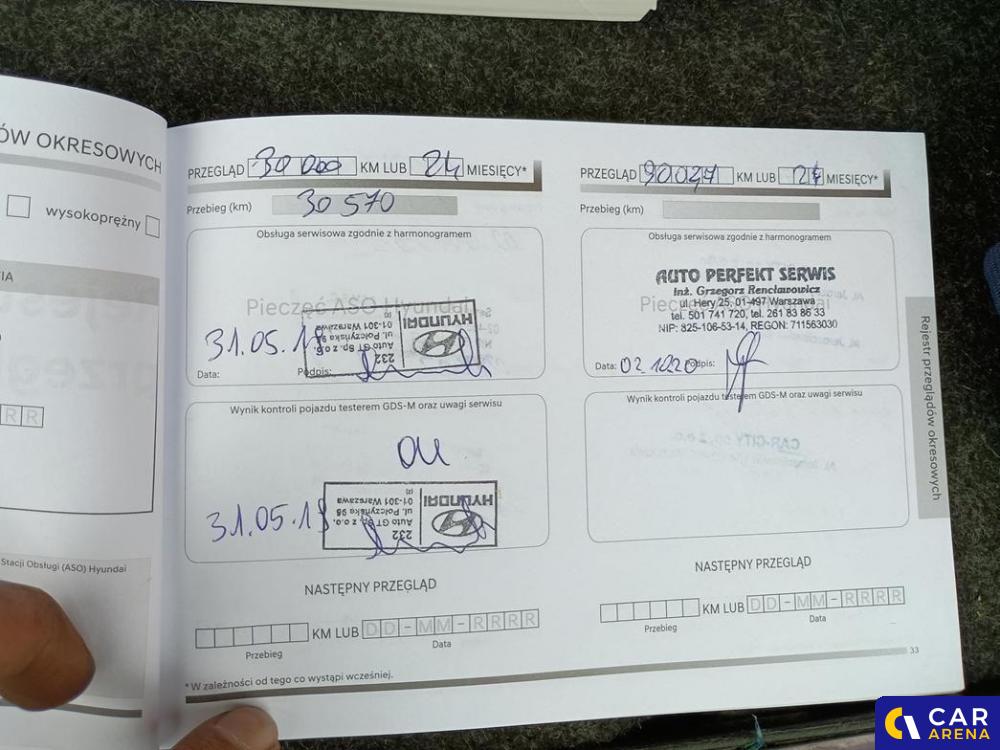 ÓW OKRESOWYCH
wysokoprężny
Stacji Obsługi (ASO) Hyundai
PRZEGLĄD 30 000 KM LUB 24 MIESIĘCY*
Przebieg (km) 30 570
Obsługa serwisowa zgodnie z harmonogramem
Pieczęć ASO Hyundai
HYUNDAI
232
Auto GT Sp. z o.o.
ul. Połczyńska 98
01-301 Warszawa
31.05.18
Data: Podpis:
Wynik kontroli pojazdu testerem GDS-M oraz uwagi serwisu
HYUNDAI
232
Auto GT Sp. z o.o.
ul. Połczyńska 98
01-301 Warszawa
31.05.18
NASTĘPNY PRZEGLĄD
KM LUB DD-MM-RRRR
Przebieg Data
* W zależności od tego co wystąpi wcześniej.
PRZEGLĄD KM LUB MIESIĘCY*
Przebieg (km)
Obsługa serwisowa zgodnie z harmonogramem
AUTO PERFEKT SERWIS
Inż. Grzegorz Rencławowicz
ul. Hery 25, 01-497 Warszawa
tel. 501 741 720, tel. 261 83 86 33
NIP: 825-106-53-14, REGON: 711563030
Data: 02.1020 Podpis:
Wynik kontroli pojazdu testerem GDS-M oraz uwagi serwisu
NASTĘPNY PRZEGLĄD
KM LUB DD-MM-RRRR
Przebieg Data
33
Rejestr przeglądów okresowych
CAR
ARENA